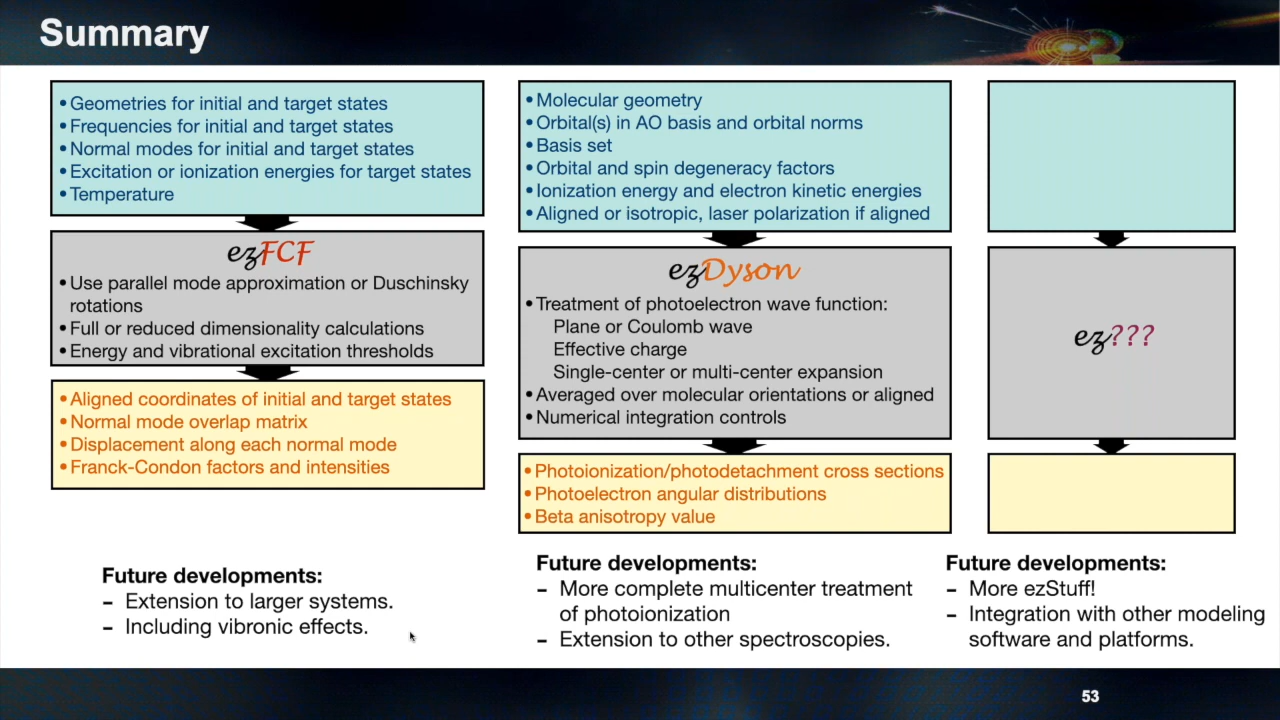 Summary
• Geometries for initial and target states
• Frequencies for initial and target states
• Normal modes for initial and target states
• Excitation or ionization energies for target states
• Temperature
ezFCF
• Use parallel mode approximation or Duschinsky
rotations
• Full or reduced dimensionality calculations
• Energy and vibrational excitation thresholds
• Aligned coordinates of initial and target states
• Normal mode overlap matrix
• Displacement along each normal mode
• Franck-Condon factors and intensities
Future developments:
– Extension to larger systems.
– Including vibronic effects.
• Molecular geometry
• Orbital(s) in AO basis and orbital norms
• Basis set
• Orbital and spin degeneracy factors
• Ionization energy and electron kinetic energies
• Aligned or isotropic, laser polarization if aligned
ezDyson
• Treatment of photoelectron wave function:
Plane or Coulomb wave
Effective charge
Single-center or multi-center expansion
• Averaged over molecular orientations or aligned
• Numerical integration controls
• Photoionization/photodetachment cross sections
• Photoelectron angular distributions
• Beta anisotropy value
Future developments:
– More complete multicenter treatment
of photoionization
– Extension to other spectroscopies.
ez???
Future developments:
– More ezStuff!
– Integration with other modeling
software and platforms.
53